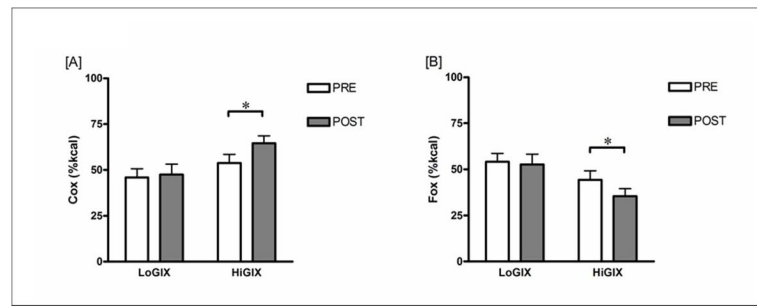 [A]
100
75
50
25
0
Cox (%kcal)
*
PRE
POST
LoGIX
HiGIX
[B]
100
75
50
25
0
Fox (%kcal)
*
PRE
POST
LoGIX
HiGIX